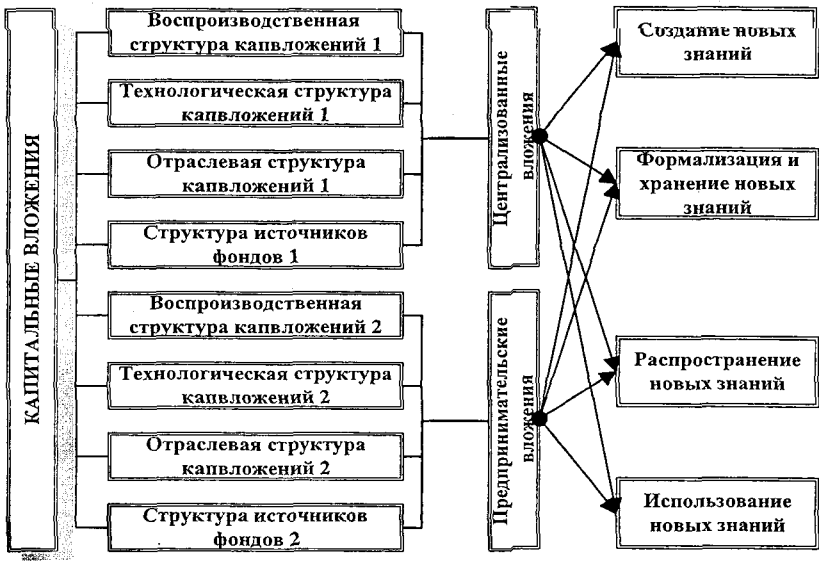 КАПИТАЛЬНЫЕ ВЛОЖЕНИЯ
Воспроизводственная
структура капвложений 1
Технологическая структура
капвложений 1
Отраслевая структура
капвложений 1
Структура источников
фондов 1
Воспроизводственная
структура капвложений 2
Технологическая структура
капвложений 2
Отраслевая структура
капвложений 2
Структура источников
фондов 2
Централизованные
вложения
Предпринимательские
вложения
Создание новых
знаний
Формализация и
хранение новых
знаний
Распространение
новых знаний
Использование
новых знаний